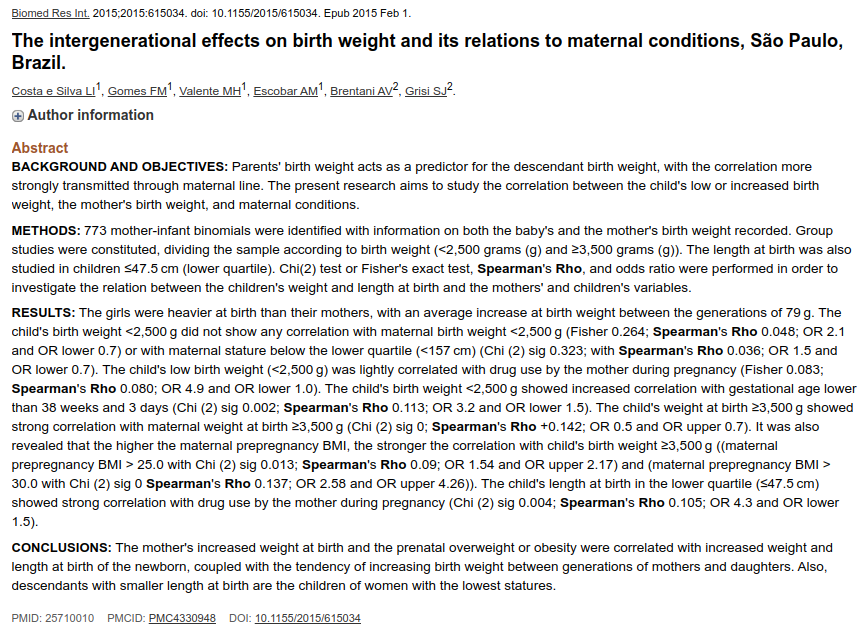 Biomed Res Int. 2015;2015:615034. doi: 10.1155/2015/615034. Epub 2015 Feb 1.
The intergenerational effects on birth weight and its relations to maternal conditions, São Paulo,
Brazil.
Costa e Silva LI1, Gomes FM1, Valente MH1, Escobar AM1, Brentani AV2, Grisi SJ2.
Author information
Abstract
BACKGROUND AND OBJECTIVES: Parents' birth weight acts as a predictor for the descendant birth weight, with the correlation more
strongly transmitted through maternal line. The present research aims to study the correlation between the child's low or increased birth
weight, the mother's birth weight, and maternal conditions.
METHODS: 773 mother-infant binomials were identified with information on both the baby's and the mother's birth weight recorded. Group
studies were constituted, dividing the sample according to birth weight (<2,500 grams (g) and ≥3,500 grams (g)). The length at birth was also
studied in children ≤47.5 cm (lower quartile). Chi(2) test or Fisher's exact test, Spearman's Rho, and odds ratio were performed in order to
investigate the relation between the children's weight and length at birth and the mothers' and children's variables.
RESULTS: The girls were heavier at birth than their mothers, with an average increase at birth weight between the generations of 79 g. The
child's birth weight <2,500 g did not show any correlation with maternal birth weight <2,500 g (Fisher 0.264; Spearman's Rho 0.048; OR 2.1
and OR lower 0.7) or with maternal stature below the lower quartile (<157 cm) (Chi (2) sig 0.323; with Spearman's Rho 0.036; OR 1.5 and
OR lower 0.7). The child's low birth weight (<2,500 g) was lightly correlated with drug use by the mother during pregnancy (Fisher 0.083;
Spearman's Rho 0.080; OR 4.9 and OR lower 1.0). The child's birth weight <2,500 g showed increased correlation with gestational age lower
than 38 weeks and 3 days (Chi (2) sig 0.002; Spearman's Rho 0.113; OR 3.2 and OR lower 1.5). The child's weight at birth ≥3,500 g showed
strong correlation with maternal weight at birth ≥3,500 g (Chi (2) sig 0; Spearman's Rho +0.142; OR 0.5 and OR upper 0.7). It was also
revealed that the higher the maternal prepregnancy BMI, the stronger the correlation with child's birth weight ≥3,500 g ((maternal
prepregnancy BMI > 25.0 with Chi (2) sig 0.013; Spearman's Rho 0.09; OR 1.54 and OR upper 2.17) and (maternal prepregnancy BMI >
30.0 with Chi (2) sig 0 Spearman's Rho 0.137; OR 2.58 and OR upper 4.26)). The child's length at birth in the lower quartile (≤47.5 cm)
showed strong correlation with drug use by the mother during pregnancy (Chi (2) sig 0.004; Spearman's Rho 0.105; OR 4.3 and OR lower
1.5).
CONCLUSIONS: The mother's increased weight at birth and the prenatal overweight or obesity were correlated with increased weight and
length at birth of the newborn, coupled with the tendency of increasing birth weight between generations of mothers and daughters. Also,
descendants with smaller length at birth are the children of women with the lowest statures.
PMID: 25710010 PMCID: PMC4330948 DOI: 10.1155/2015/615034